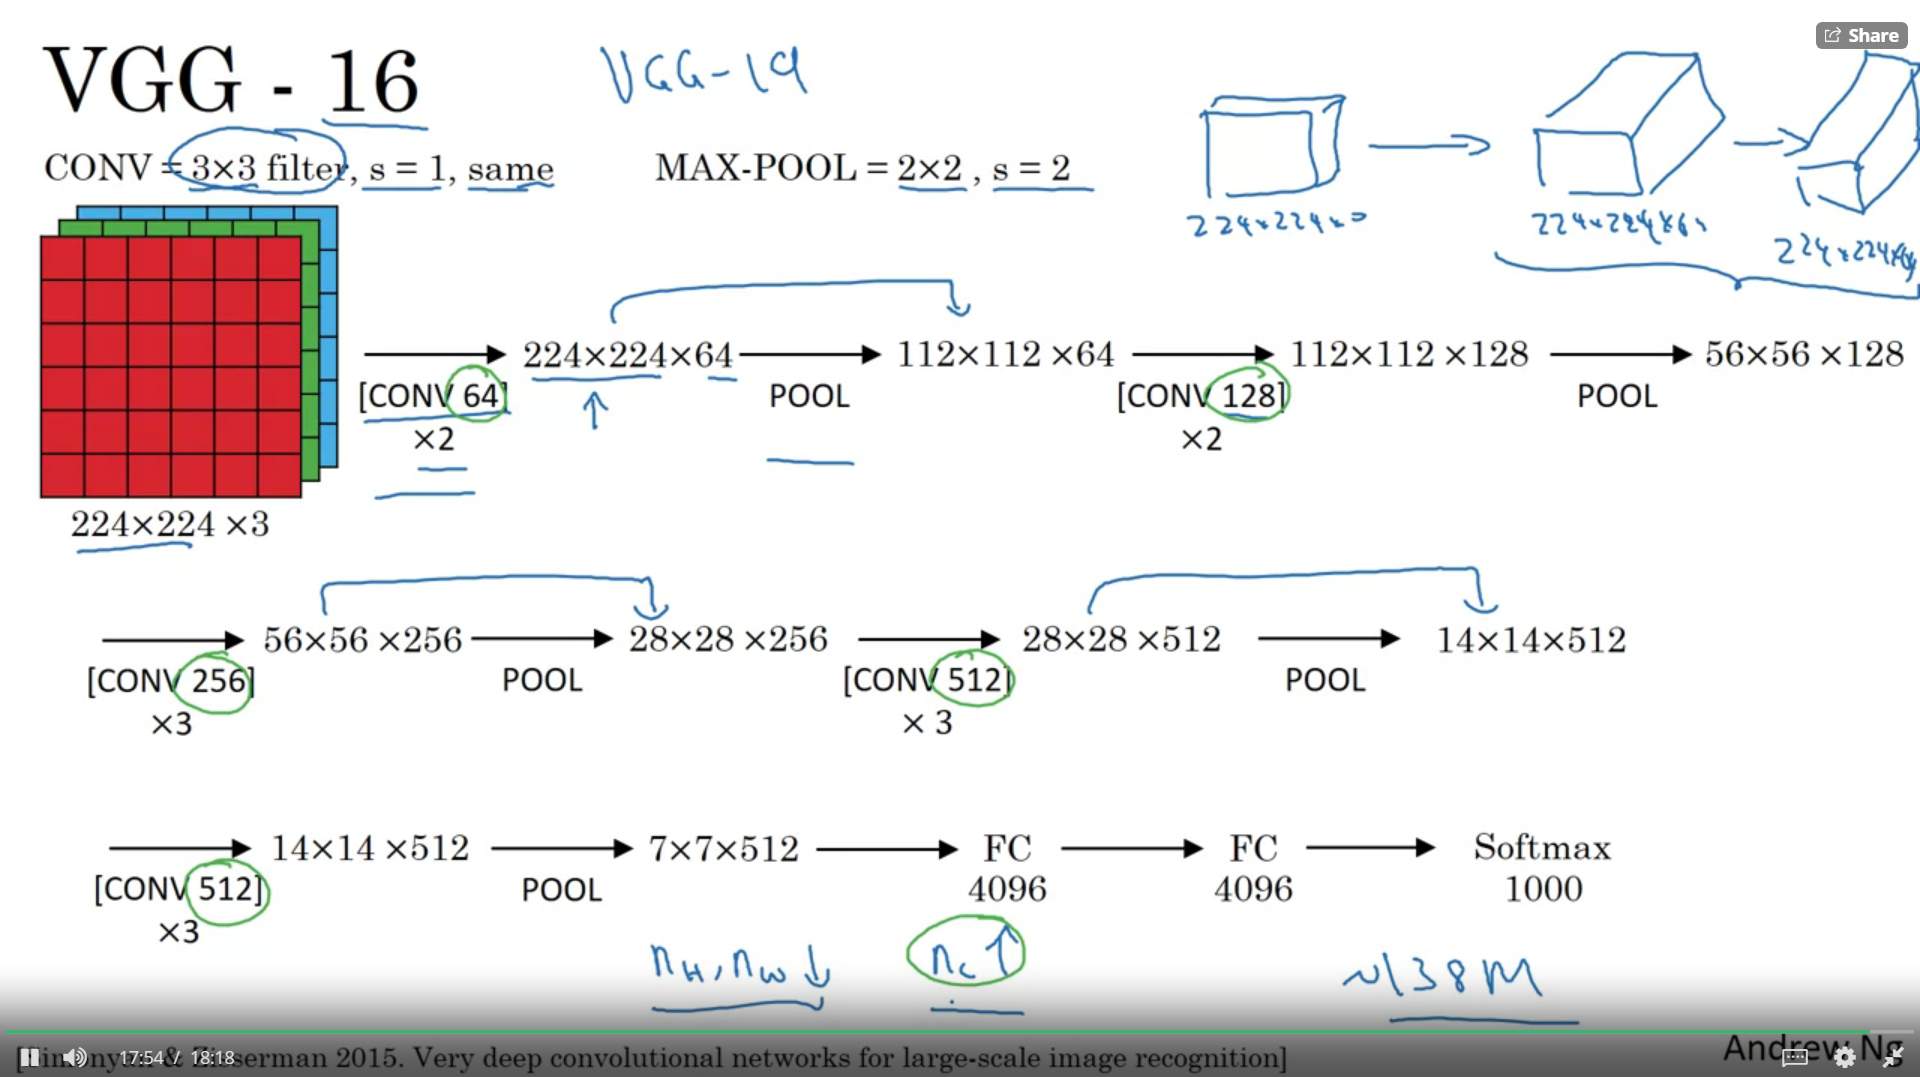 Share
VGG - 16
VGG-19
CONV = 3×3 filter, s = 1, same
MAX-POOL = 2×2 , s = 2
224×224×3
224×224×64
224×224×64
224×224×64
112×112 ×64
112×112 ×128
56×56 ×128
[CONV 64]
POOL
[CONV 128]
POOL
×2
×2
224×224 ×3
56×56 ×256
28×28 ×256
28×28 ×512
14×14×512
[CONV 256]
POOL
[CONV 512]
POOL
×3
× 3
14×14 ×512
7×7×512
FC
FC
Softmax
[CONV 512]
POOL
4096
4096
1000
×3
nH, nW ↓
nC ↑
~138M
17:54 / 18:18
[Simonyan & Zisserman 2015. Very deep convolutional networks for large-scale image recognition]
Andrew Ng